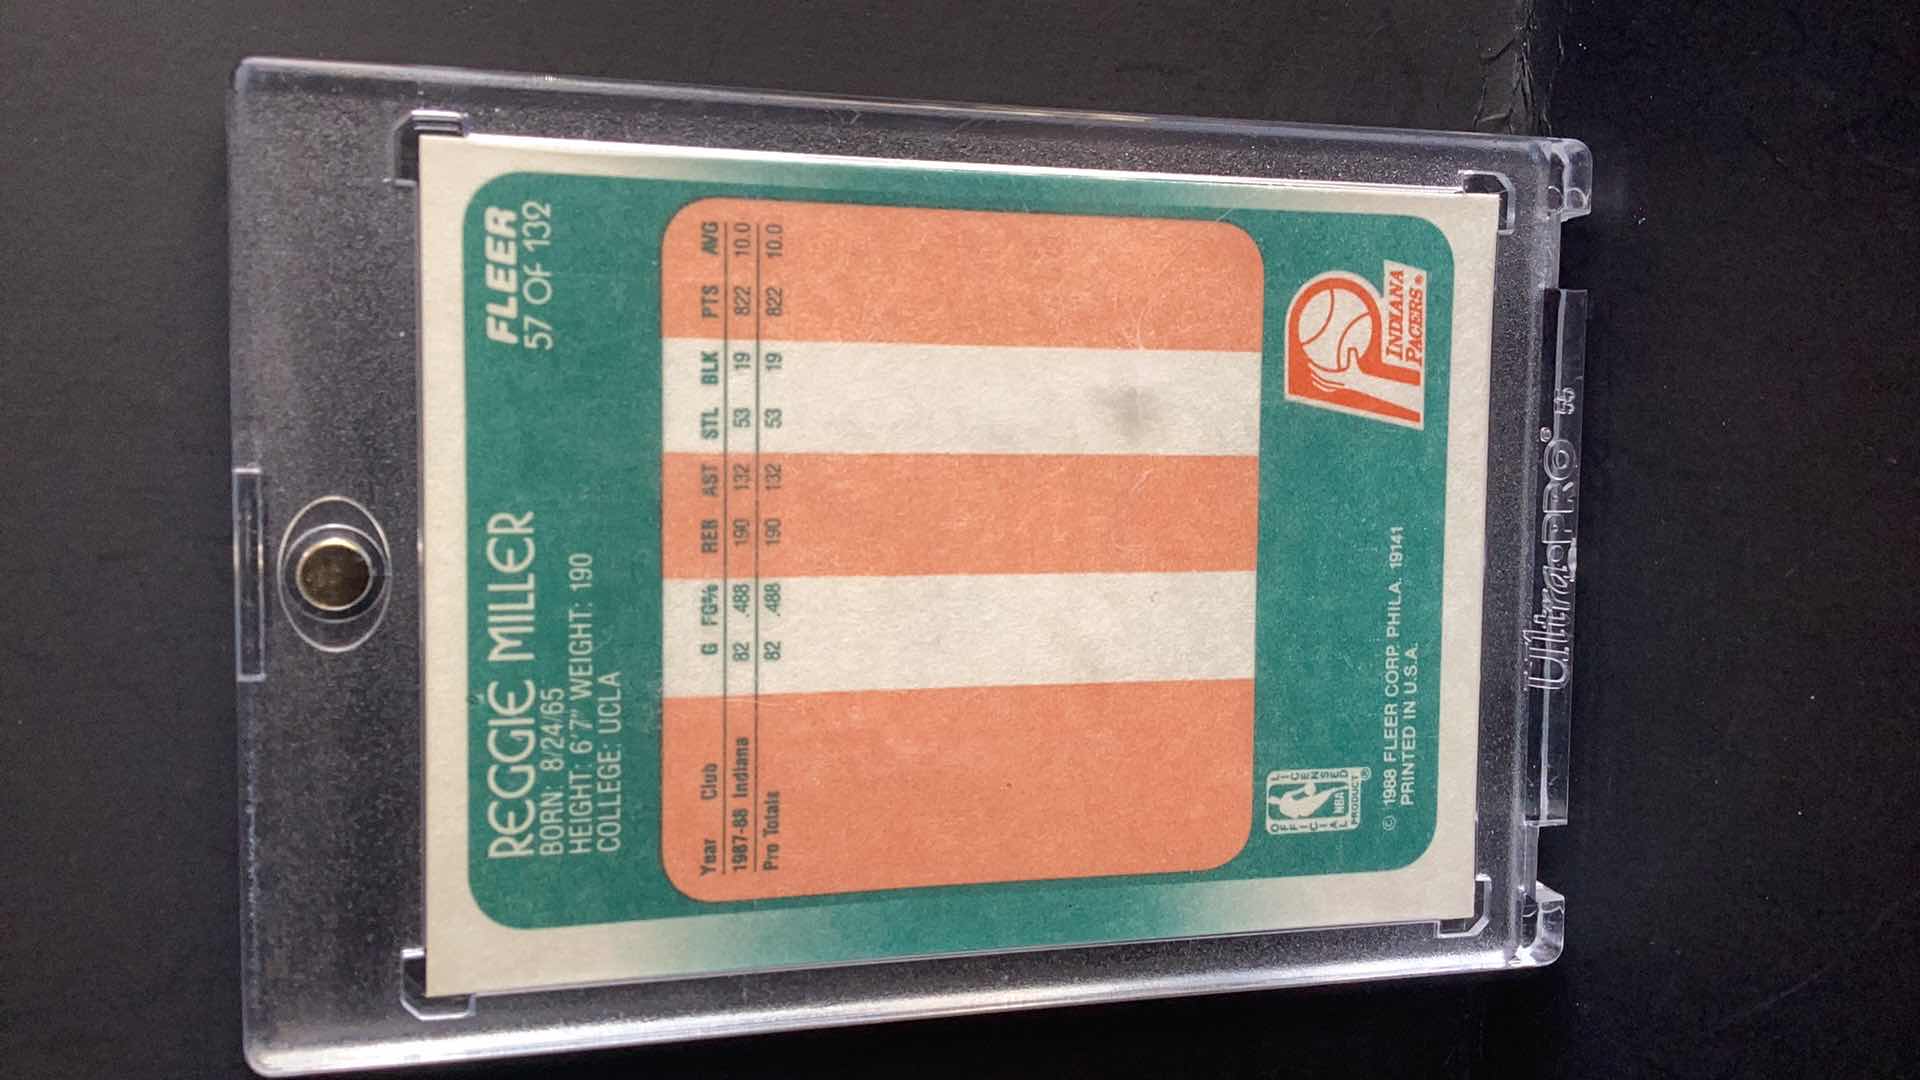 FLEER
57 OF 132
REGGIE MILLER
BORN: 8/24/65
HEIGHT: 6'7" WEIGHT: 190
COLLEGE: UCLA
Year Club G FG% REB AST STL BLK PTS AVG
1987-88 Indiana 82 .488 190 132 53 19 822 10.0
Pro Totals 82 .488 190 132 53 19 822 10.0
OFFICIAL LICENSED
NBA
PRODUCT ®
INDIANA
PACERS ®
© 1988 FLEER CORP. PHILA. 19141
PRINTED IN U.S.A.
Ultra•PRO®